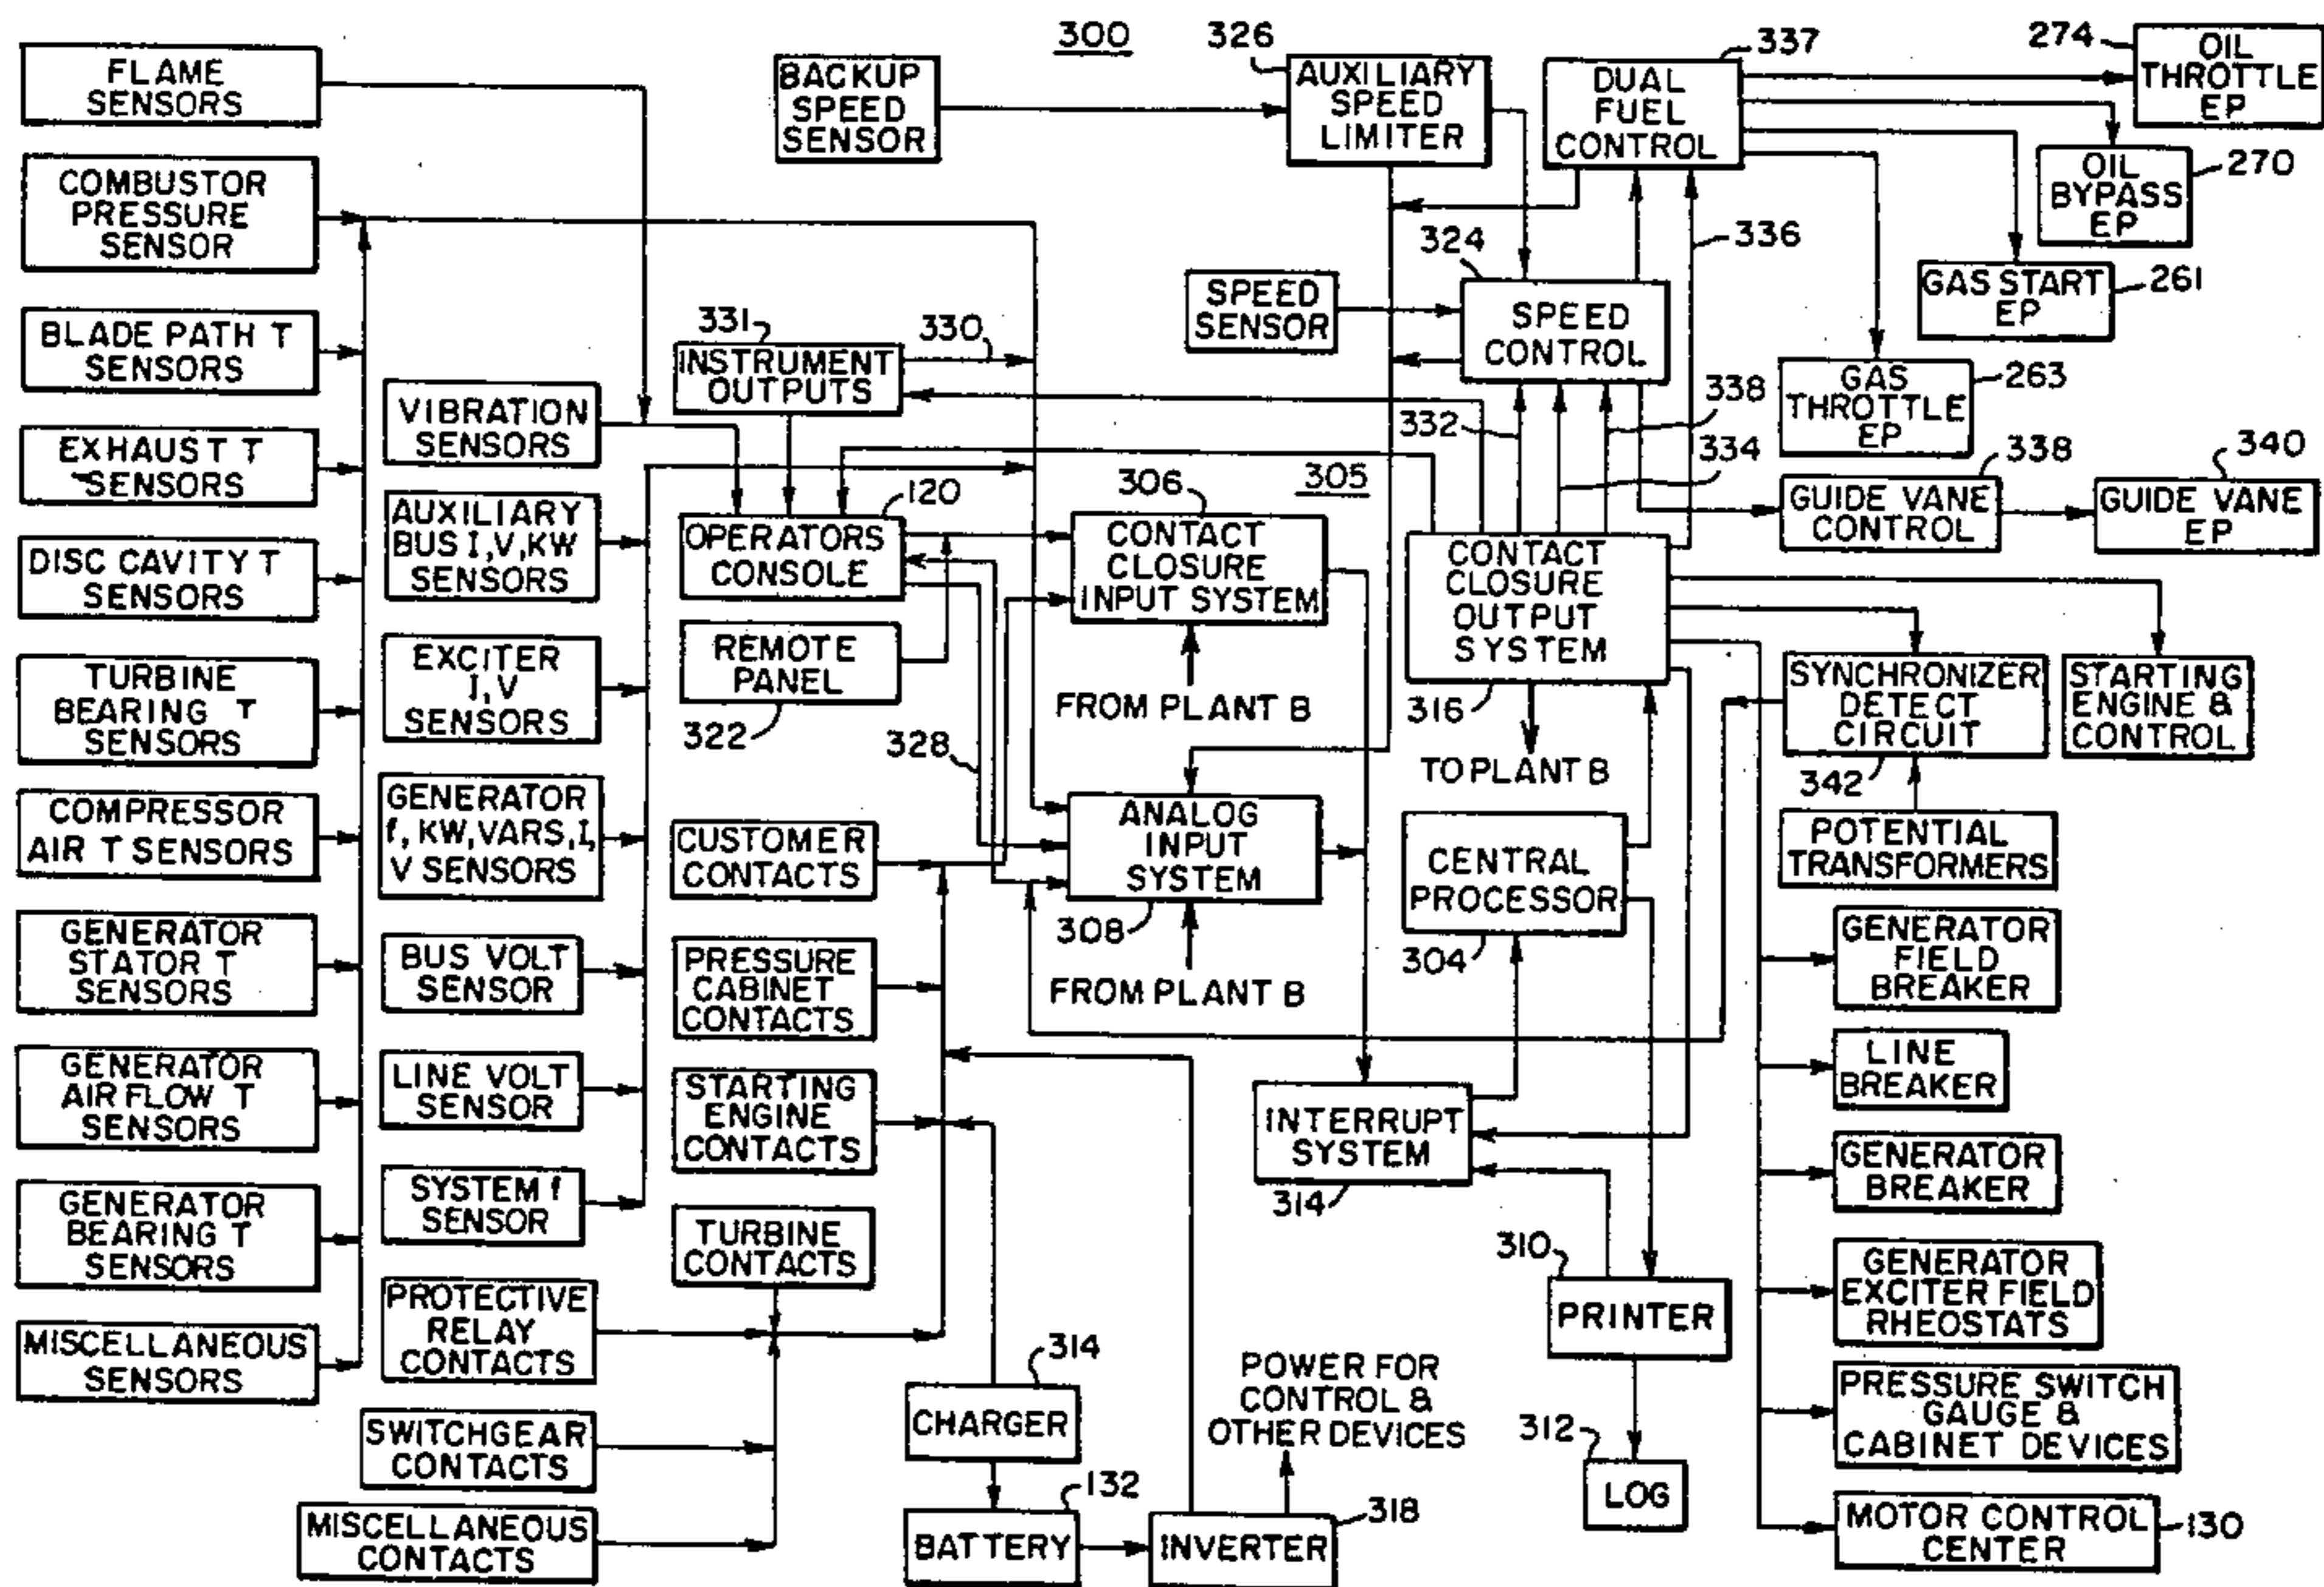 300
FLAME
SENSORS
COMBUSTOR
PRESSURE
SENSOR
BLADE PATH T
SENSORS
EXHAUST T
SENSORS
DISC CAVITY T
SENSORS
TURBINE
BEARING T
SENSORS
COMPRESSOR
AIR T SENSORS
GENERATOR
STATOR T
SENSORS
GENERATOR
AIR FLOW T
SENSORS
GENERATOR
BEARING T
SENSORS
MISCELLANEOUS
SENSORS
VIBRATION
SENSORS
AUXILIARY
BUS I,V,KW
SENSORS
EXCITER
I,V
SENSORS
GENERATOR
f, KW,VARS,I,
V SENSORS
BUS VOLT
SENSOR
LINE VOLT
SENSOR
SYSTEM f
SENSOR
PROTECTIVE
RELAY
CONTACTS
SWITCHGEAR
CONTACTS
MISCELLANEOUS
CONTACTS
BACKUP
SPEED
SENSOR
331
INSTRUMENT
OUTPUTS
330
120
OPERATORS
CONSOLE
REMOTE
PANEL
322
328
CUSTOMER
CONTACTS
PRESSURE
CABINET
CONTACTS
STARTING
ENGINE
CONTACTS
TURBINE
CONTACTS
314
CHARGER
132
BATTERY
318
INVERTER
POWER FOR
CONTROL &
OTHER DEVICES
326
AUXILIARY
SPEED
LIMITER
SPEED
SENSOR
306
305
CONTACT
CLOSURE
INPUT SYSTEM
FROM PLANT B
ANALOG
INPUT
SYSTEM
308
FROM PLANT B
INTERRUPT
SYSTEM
314
337
DUAL
FUEL
CONTROL
324
SPEED
CONTROL
336
332
338
334
CONTACT
CLOSURE
OUTPUT
SYSTEM
316
TO PLANT B
CENTRAL
PROCESSOR
304
310
PRINTER
312
LOG
274
OIL
THROTTLE
EP
OIL
BYPASS
EP
270
GAS START
EP
261
GAS
THROTTLE
EP
263
338
GUIDE VANE
CONTROL
340
GUIDE VANE
EP
SYNCHRONIZER
DETECT
CIRCUIT
342
STARTING
ENGINE &
CONTROL
POTENTIAL
TRANSFORMERS
GENERATOR
FIELD
BREAKER
LINE
BREAKER
GENERATOR
BREAKER
GENERATOR
EXCITER FIELD
RHEOSTATS
PRESSURE SWITCH
GAUGE &
CABINET DEVICES
MOTOR CONTROL
CENTER
130